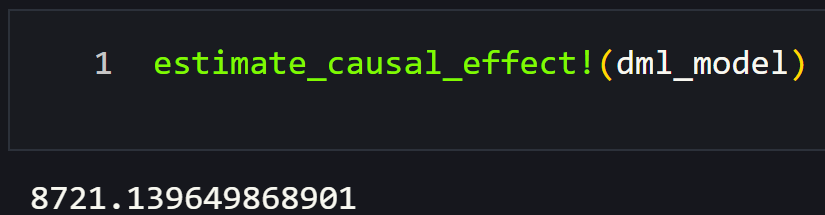 1 estimate_causal_effect!(dml_model)
8721.139649868901